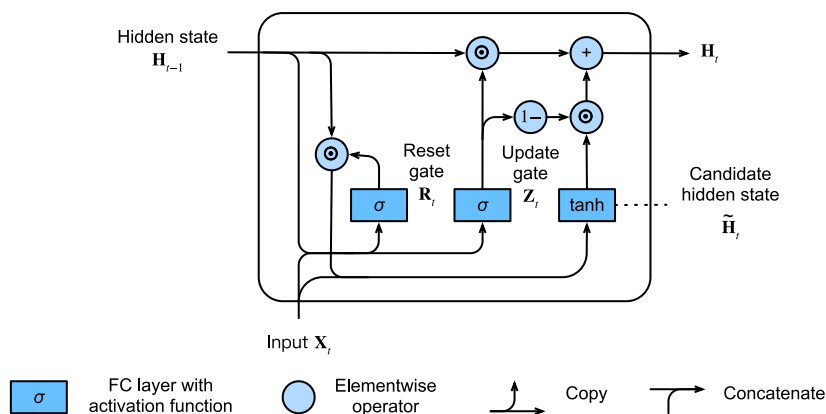 Hidden state
H_{t-1}
⊙
+
H_t
1−
⊙
⊙
Reset
gate
R_t
Update
gate
Z_t
Candidate
hidden state
H̃_t
σ
σ
tanh
Input X_t
σ
FC layer with
activation function
Elementwise
operator
Copy
Concatenate